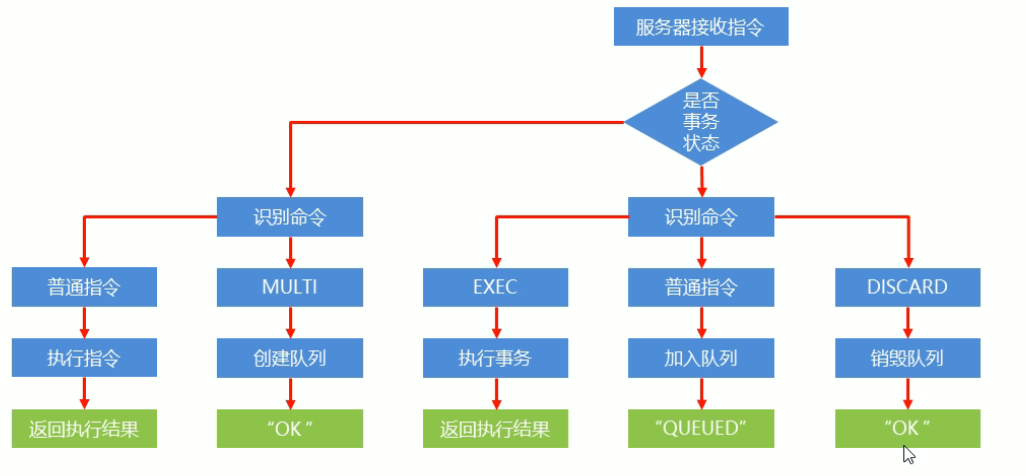 服务器接收指令
是否
事务
状态
识别命令
识别命令
普通指令
MULTI
EXEC
普通指令
DISCARD
执行指令
创建队列
执行事务
加入队列
销毁队列
返回执行结果
“OK”
返回执行结果
“QUEUED”
“OK”